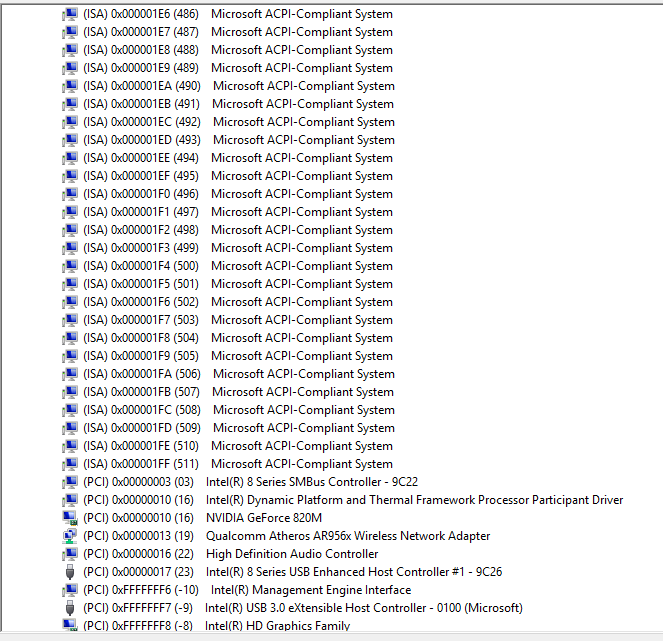 (ISA) 0x000001E6 (486) Microsoft ACPI-Compliant System
(ISA) 0x000001E7 (487) Microsoft ACPI-Compliant System
(ISA) 0x000001E8 (488) Microsoft ACPI-Compliant System
(ISA) 0x000001E9 (489) Microsoft ACPI-Compliant System
(ISA) 0x000001EA (490) Microsoft ACPI-Compliant System
(ISA) 0x000001EB (491) Microsoft ACPI-Compliant System
(ISA) 0x000001EC (492) Microsoft ACPI-Compliant System
(ISA) 0x000001ED (493) Microsoft ACPI-Compliant System
(ISA) 0x000001EE (494) Microsoft ACPI-Compliant System
(ISA) 0x000001EF (495) Microsoft ACPI-Compliant System
(ISA) 0x000001F0 (496) Microsoft ACPI-Compliant System
(ISA) 0x000001F1 (497) Microsoft ACPI-Compliant System
(ISA) 0x000001F2 (498) Microsoft ACPI-Compliant System
(ISA) 0x000001F3 (499) Microsoft ACPI-Compliant System
(ISA) 0x000001F4 (500) Microsoft ACPI-Compliant System
(ISA) 0x000001F5 (501) Microsoft ACPI-Compliant System
(ISA) 0x000001F6 (502) Microsoft ACPI-Compliant System
(ISA) 0x000001F7 (503) Microsoft ACPI-Compliant System
(ISA) 0x000001F8 (504) Microsoft ACPI-Compliant System
(ISA) 0x000001F9 (505) Microsoft ACPI-Compliant System
(ISA) 0x000001FA (506) Microsoft ACPI-Compliant System
(ISA) 0x000001FB (507) Microsoft ACPI-Compliant System
(ISA) 0x000001FC (508) Microsoft ACPI-Compliant System
(ISA) 0x000001FD (509) Microsoft ACPI-Compliant System
(ISA) 0x000001FE (510) Microsoft ACPI-Compliant System
(ISA) 0x000001FF (511) Microsoft ACPI-Compliant System
(PCI) 0x00000003 (03) Intel(R) 8 Series SMBus Controller - 9C22
(PCI) 0x00000010 (16) Intel(R) Dynamic Platform and Thermal Framework Processor Participant Driver
(PCI) 0x00000010 (16) NVIDIA GeForce 820M
(PCI) 0x00000013 (19) Qualcomm Atheros AR956x Wireless Network Adapter
(PCI) 0x00000016 (22) High Definition Audio Controller
(PCI) 0x00000017 (23) Intel(R) 8 Series USB Enhanced Host Controller #1 - 9C26
(PCI) 0xFFFFFFF6 (-10) Intel(R) Management Engine Interface
(PCI) 0xFFFFFFF7 (-9) Intel(R) USB 3.0 eXtensible Host Controller - 0100 (Microsoft)
(PCI) 0xFFFFFFF8 (-8) Intel(R) HD Graphics Family